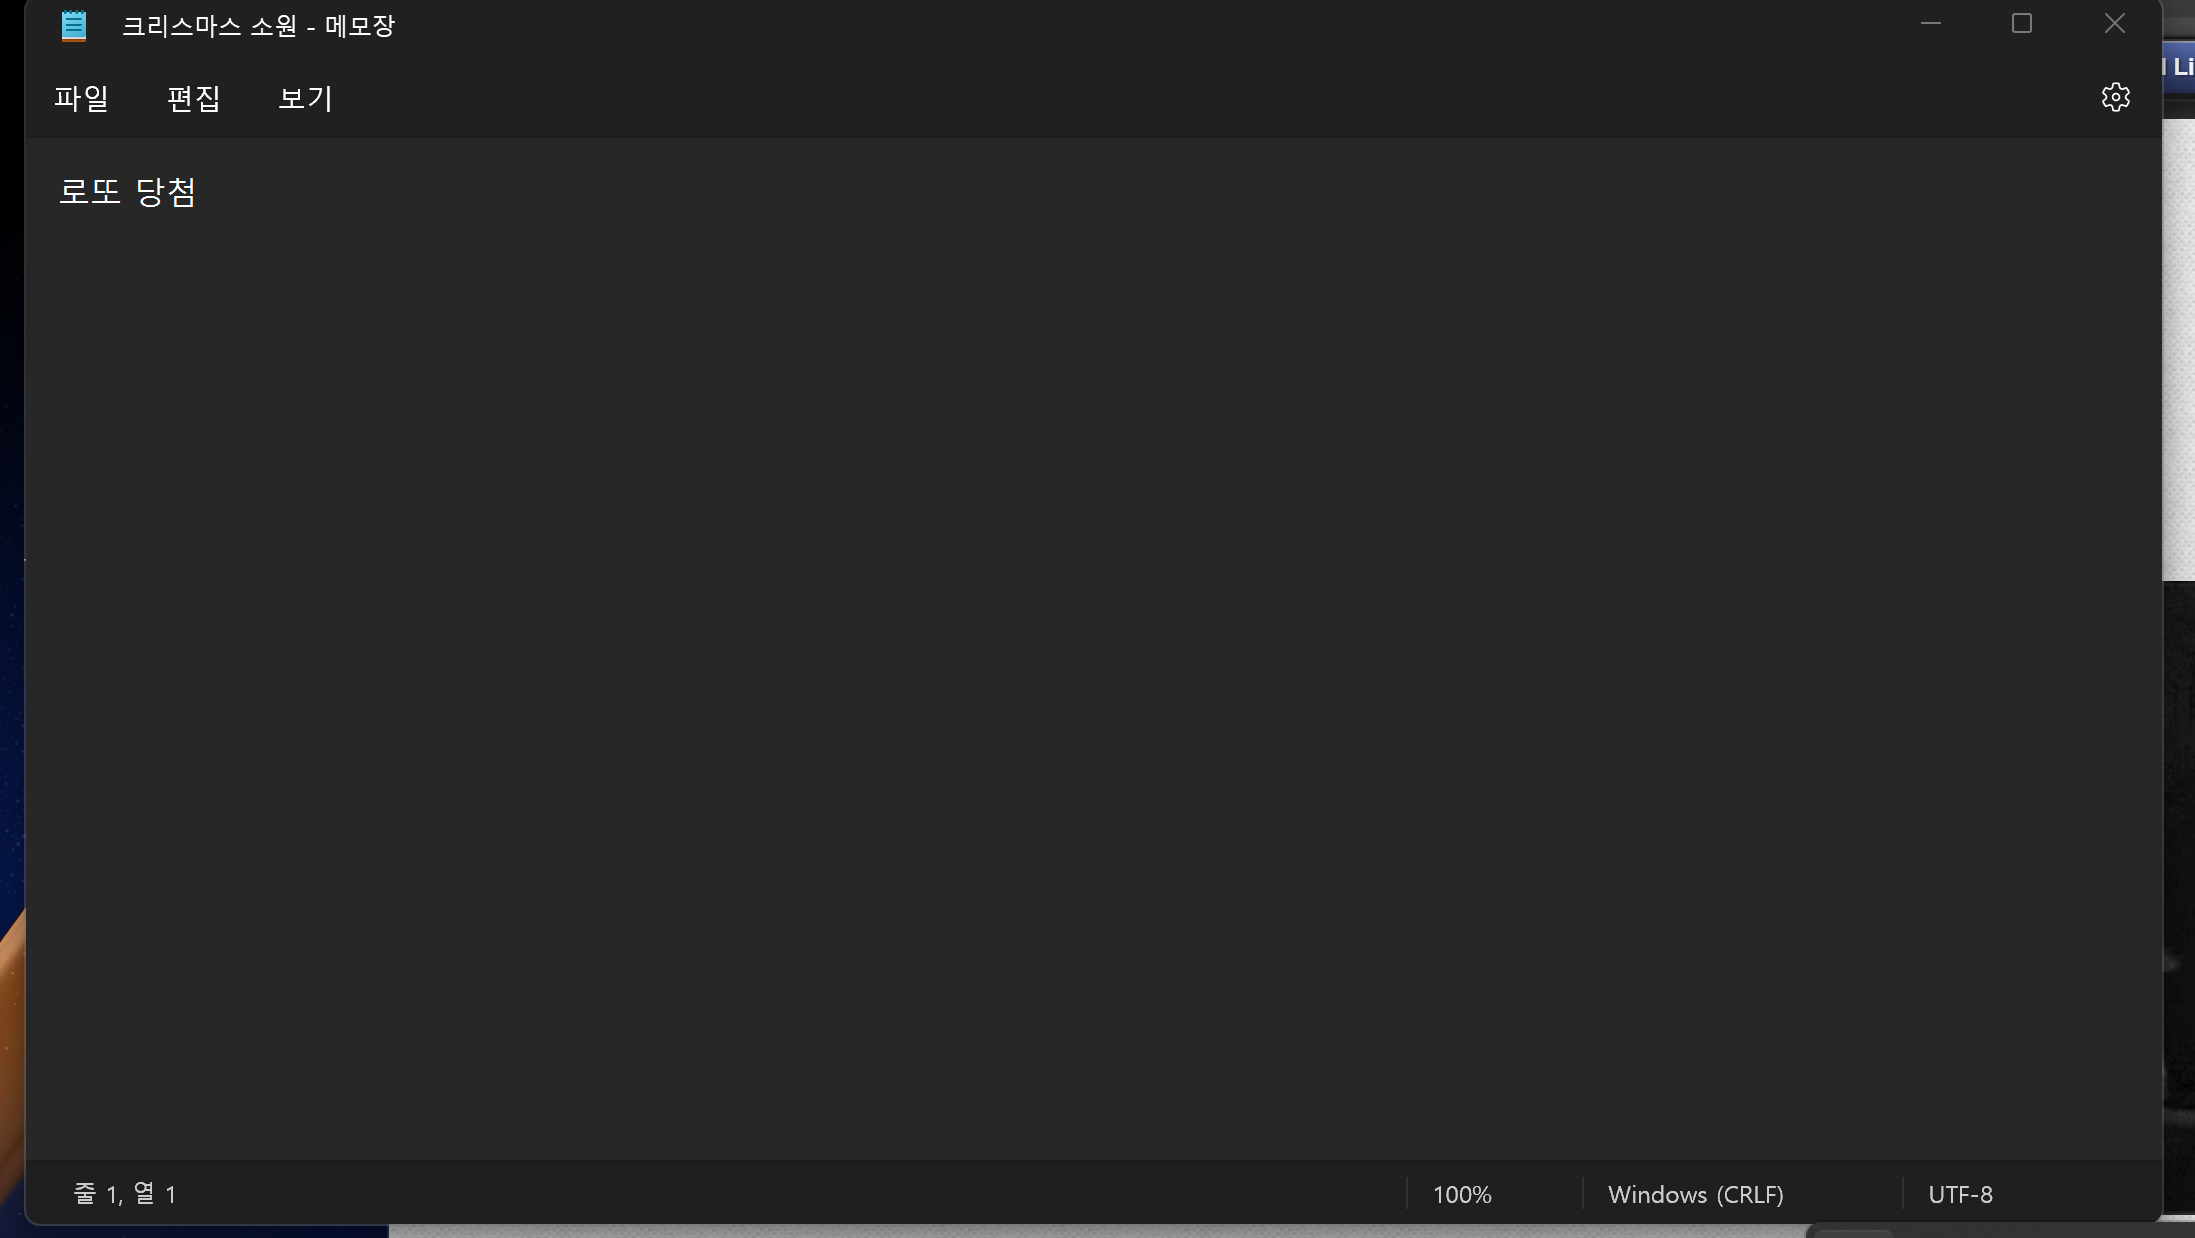 크리스마스 소원 - 메모장
파일 편집 보기
로또 당첨
줄 1, 열 1 100% Windows (CRLF) UTF-8